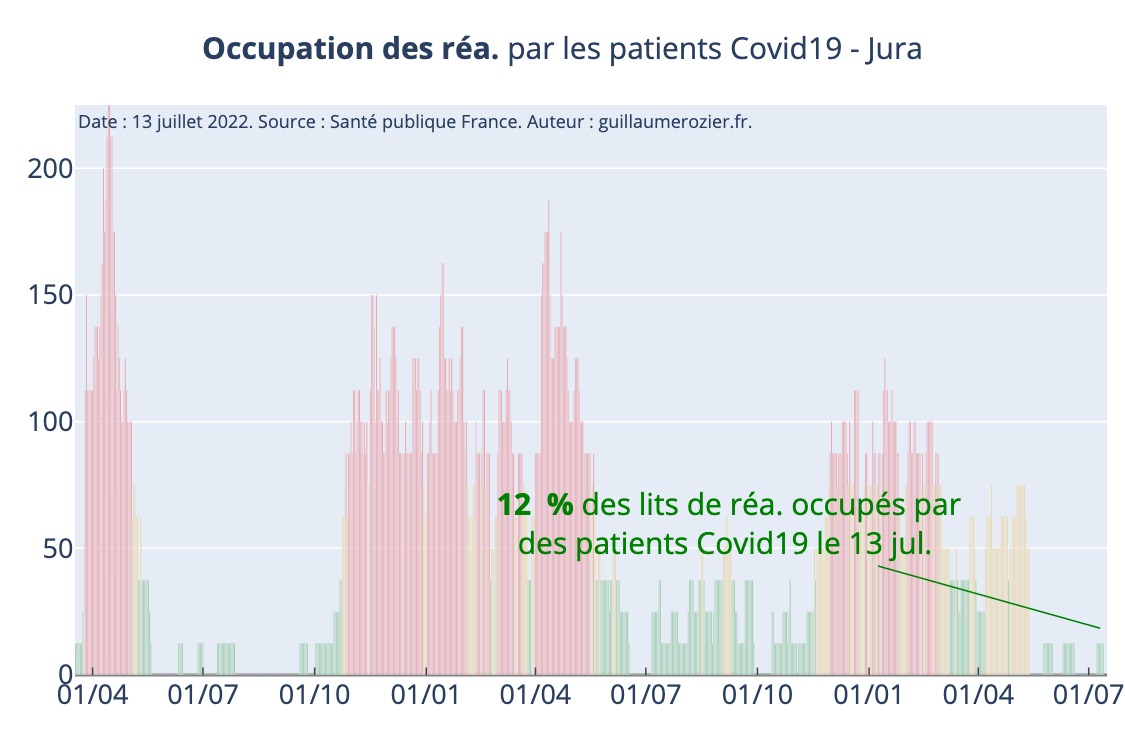 Occupation des réa. par les patients Covid19 - Jura
Date : 13 juillet 2022. Source : Santé publique France. Auteur : guillaumerozier.fr.
200
150
100
50
0
12 % des lits de réa. occupés par
des patients Covid19 le 13 jul.
01/04 01/07 01/10 01/01 01/04 01/07 01/10 01/01 01/04 01/07